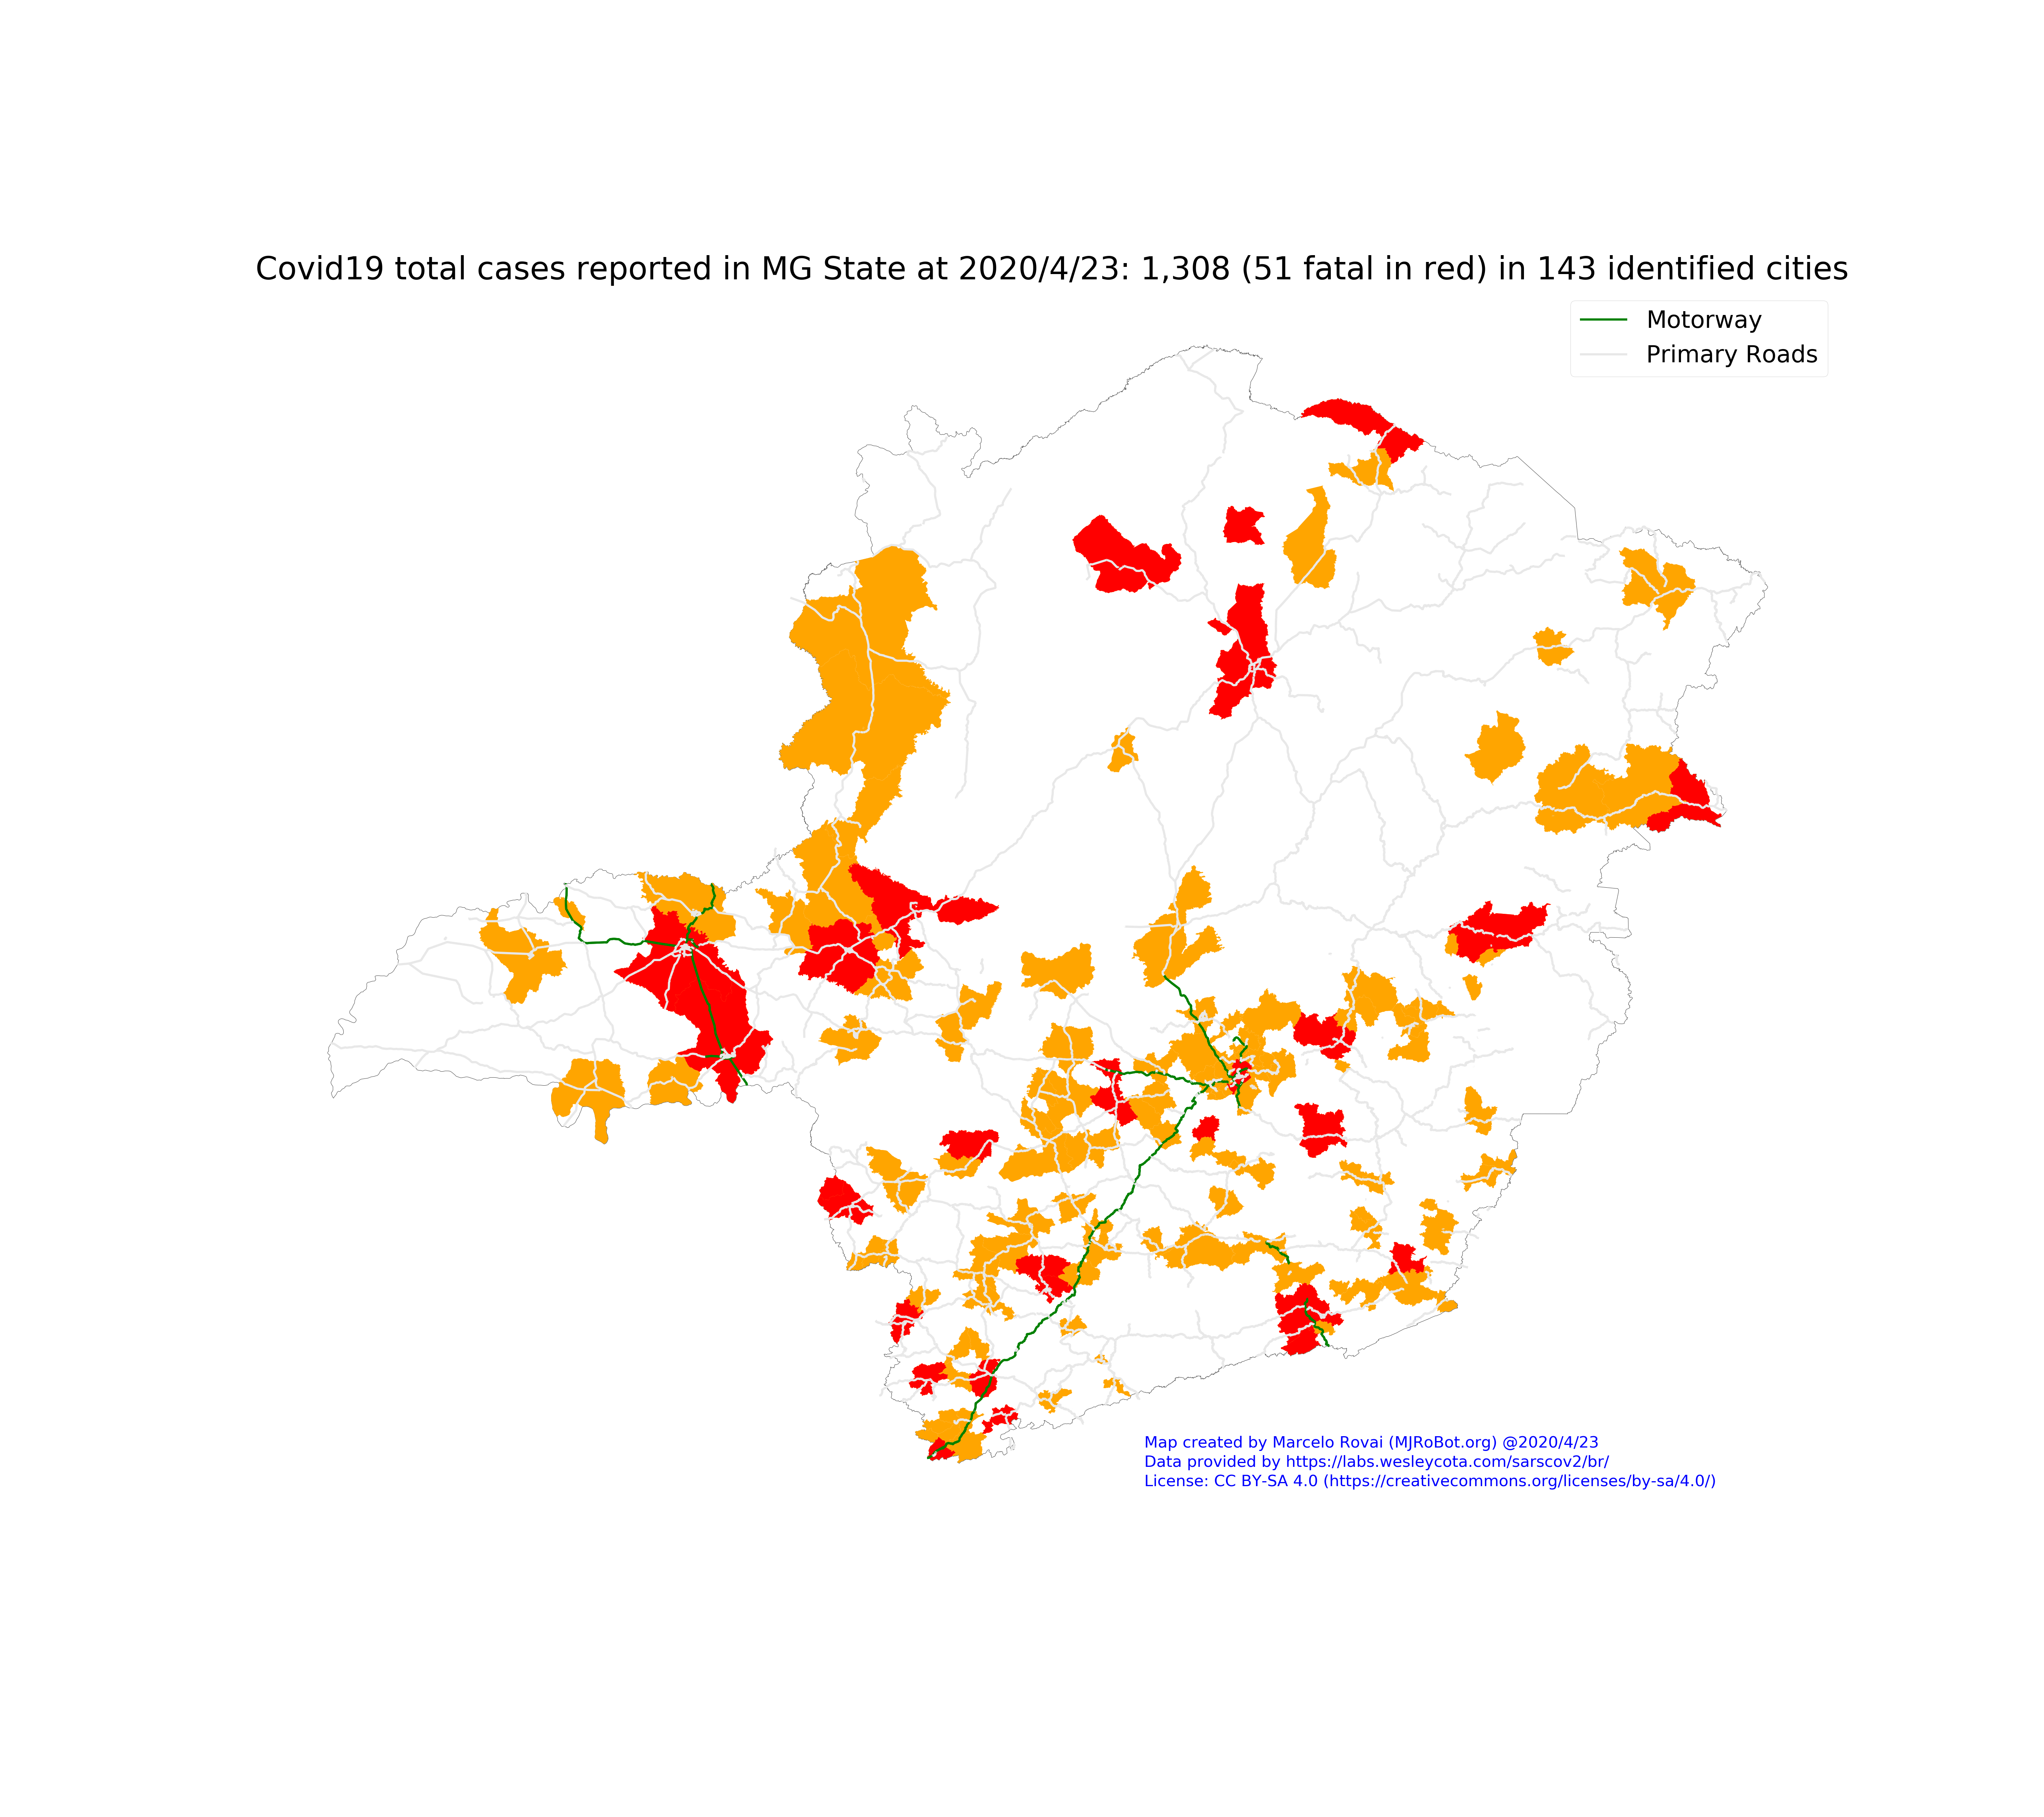 Covid19 total cases reported in MG State at 2020/4/23: 1,308 (51 fatal in red) in 143 identified cities
Motorway
Primary Roads
Map created by Marcelo Rovai (MJRoBot.org) @2020/4/23
Data provided by https://labs.wesleycota.com/sarscov2/br/
License: CC BY-SA 4.0 (https://creativecommons.org/licenses/by-sa/4.0/)